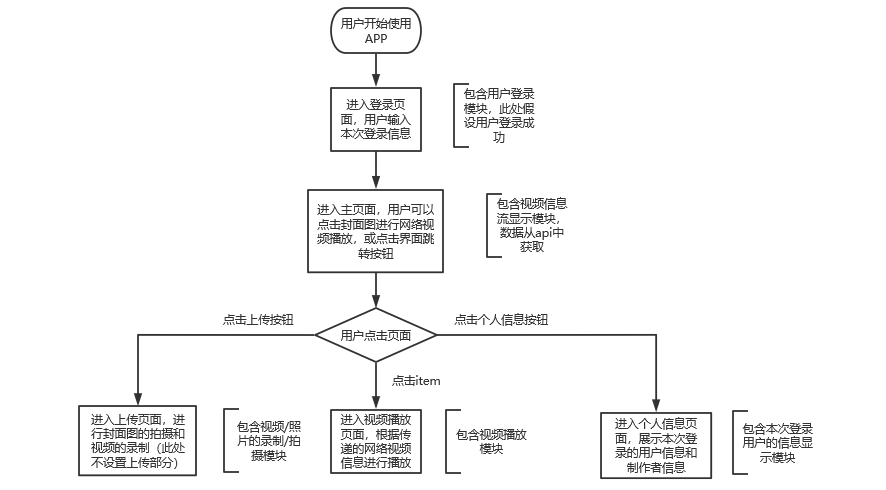 用户开始使用
APP
进入登录页
面，用户输入
本次登录信息
包含用户登录
模块，此处假
设用户登录成
功
进入主页面，用户可以
点击封面图进行网络视
频播放，或点击界面跳
转按钮
包含视频信息
流显示模块，
数据从api中
获取
用户点击页面
点击上传按钮
点击个人信息按钮
点击item
进入上传页面，进
行封面图的拍摄和
视频的录制（此处
不设置上传部分）
包含视频/照
片的录制/拍
摄模块
进入视频播放
页面，根据传
递的网络视频
信息进行播放
包含视频播放
模块
进入个人信息页
面，展示本次登
录的用户信息和
制作者信息
包含本次登录
用户的信息显
示模块